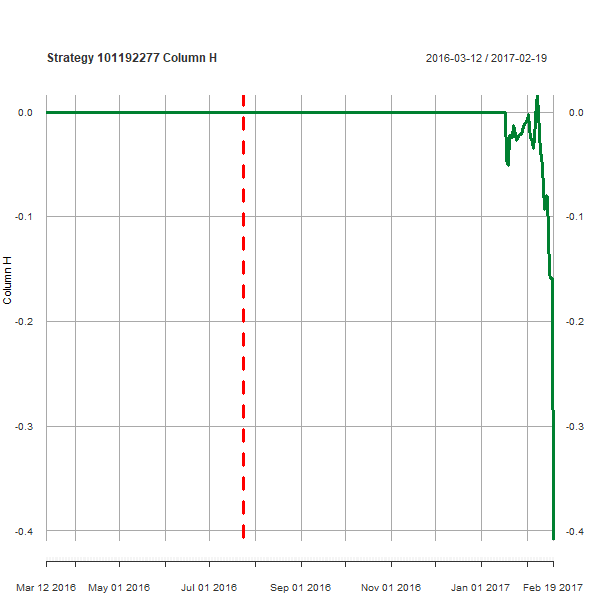 Strategy 101192277 Column H
2016-03-12 / 2017-02-19
0.0 0.0
-0.1 -0.1
Column H
-0.2 -0.2
-0.3 -0.3
-0.4 -0.4
Mar 12 2016 May 01 2016 Jul 01 2016 Sep 01 2016 Nov 01 2016 Jan 01 2017 Feb 19 2017